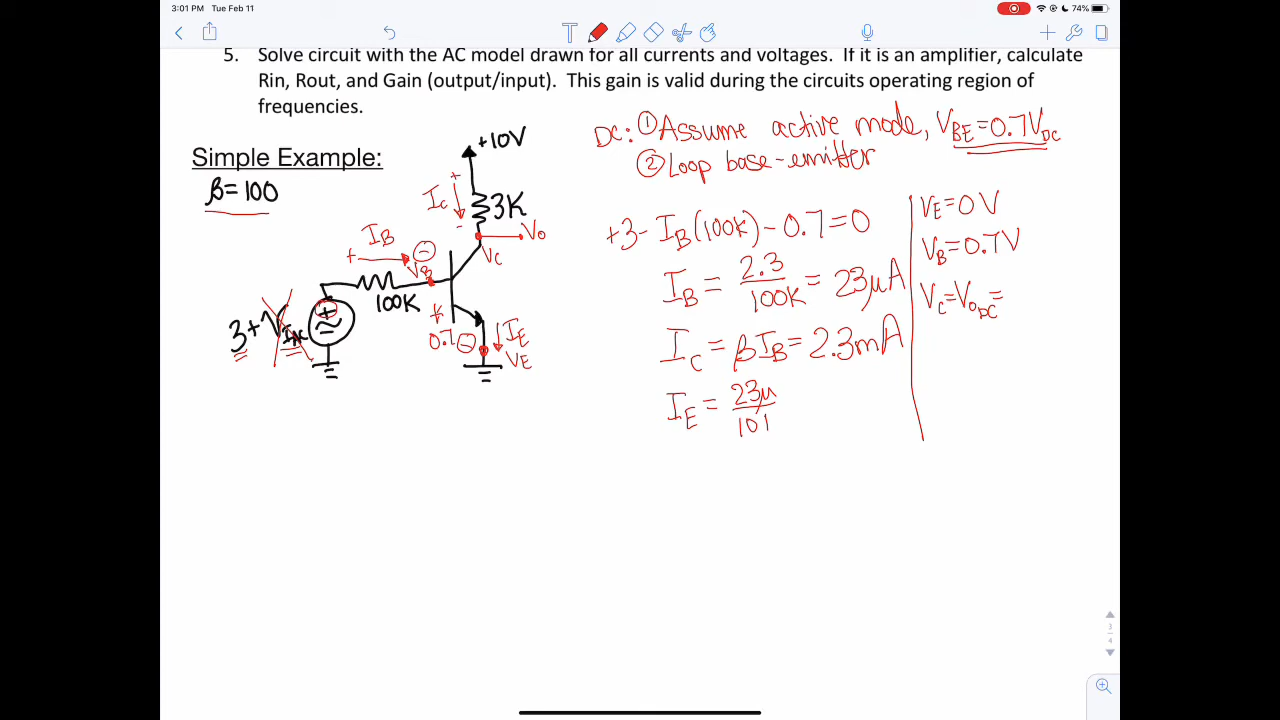 3:01 PM Tue Feb 11
74%
5. Solve circuit with the AC model drawn for all currents and voltages. If it is an amplifier, calculate
Rin, Rout, and Gain (output/input). This gain is valid during the circuits operating region of
frequencies.
DC: ① Assume active mode, VBE = 0.7VDC
② Loop base-emitter
Simple Example:
β = 100
+10V
+
IC
-
3K
Vo
VC
IB
+
-
VB
100K
3 + VINAC
+
+
0.7
-
IE
VE
+3 - IB(100K) - 0.7 = 0
IB = 2.3/100K = 23μA
IC = βIB = 2.3mA
IE = 23μ/101
VE = 0V
VB = 0.7V
VC = VoDC =
3
4